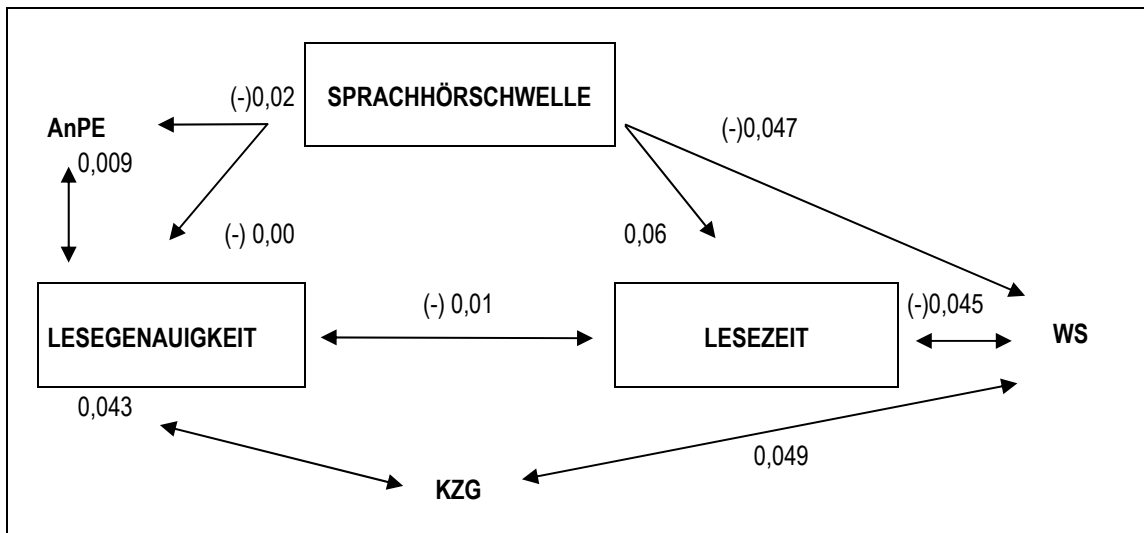 SPRACHHÖRSCHWELLE
(-)0,02
AnPE
(-)0,047
0,009
(-) 0,00
0,06
(-) 0,01
(-)0,045
LESEGENAUIGKEIT
LESEZEIT
WS
0,043
0,049
KZG